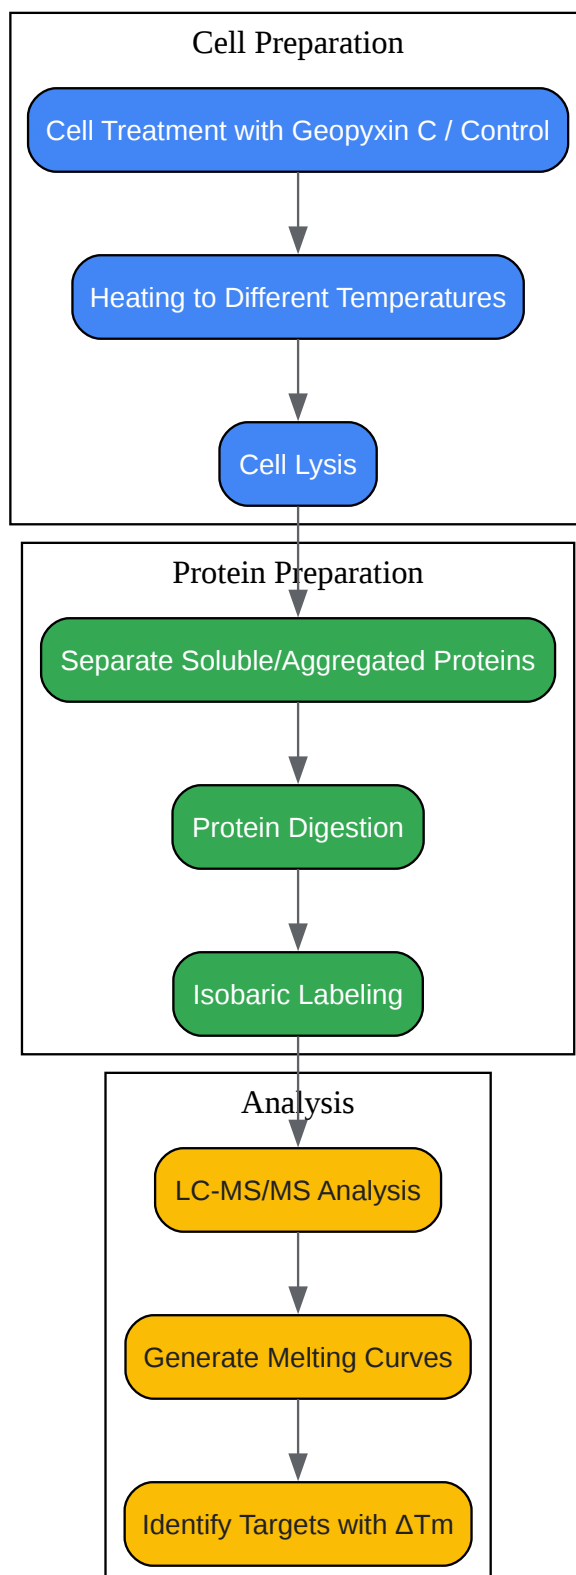 Cell Preparation
Cell Treatment with Geopyxin C / Control
Heating to Different Temperatures
Cell Lysis
Protein Preparation
Separate Soluble/Aggregated Proteins
Protein Digestion
Isobaric Labeling
Analysis
LC-MS/MS Analysis
Generate Melting Curves
Identify Targets with ΔTm